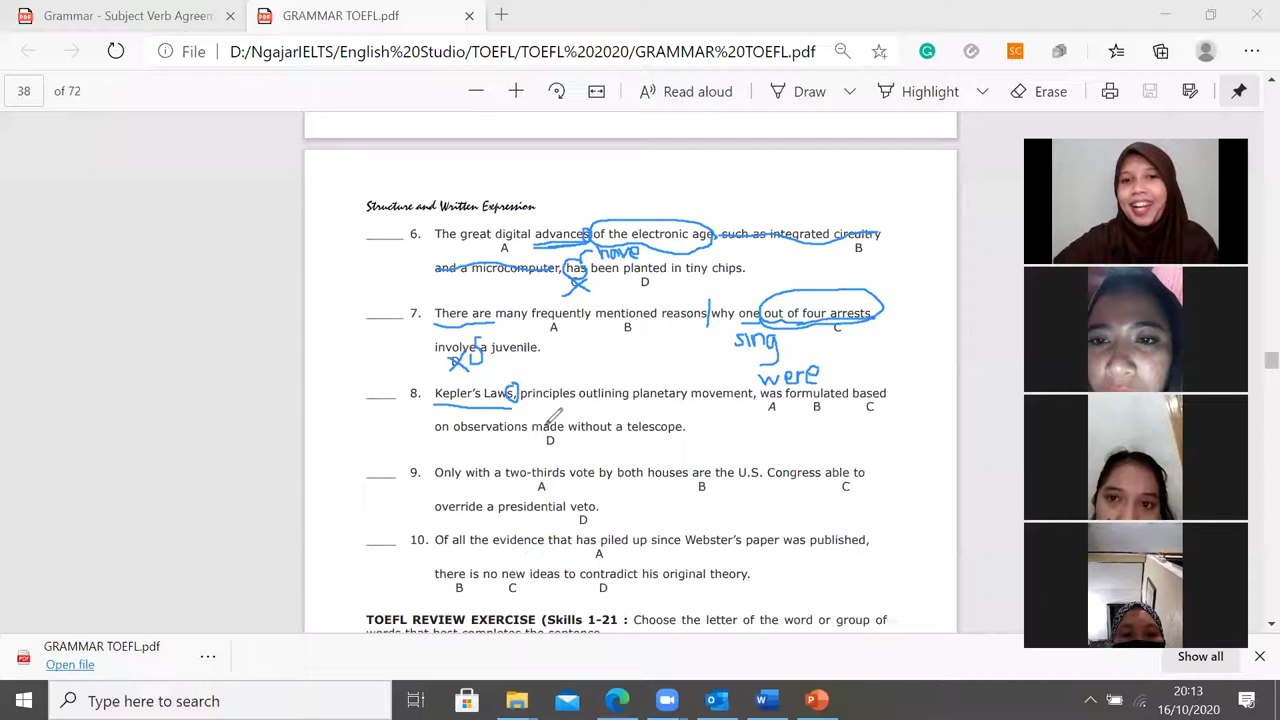 Grammar - Subject Verb Agreem
GRAMMAR TOEFL.pdf
File
D:/NgajarIELTS/English%20Studio/TOEFL/TOEFL%202020/GRAMMAR%20TOEFL.pdf
38 of 72
Read aloud
Draw
Highlight
Erase
Structure and Written Expression
6. The great digital advances of the electronic age, such as integrated circuitry
A B
have
and a microcomputer, has been planted in tiny chips.
C D
7. There are many frequently mentioned reasons why one out of four arrests
A B C
sing
involve a juvenile.
D S
were
8. Kepler's Laws, principles outlining planetary movement, was formulated based
A B C
on observations made without a telescope.
D
9. Only with a two-thirds vote by both houses are the U.S. Congress able to
A B C
override a presidential veto.
D
10. Of all the evidence that has piled up since Webster's paper was published,
A
there is no new ideas to contradict his original theory.
B C D
TOEFL REVIEW EXERCISE (Skills 1-21 : Choose the letter of the word or group of
words that best completes the sentence
GRAMMAR TOEFL.pdf
Open file
Show all
Type here to search
20:13
16/10/2020